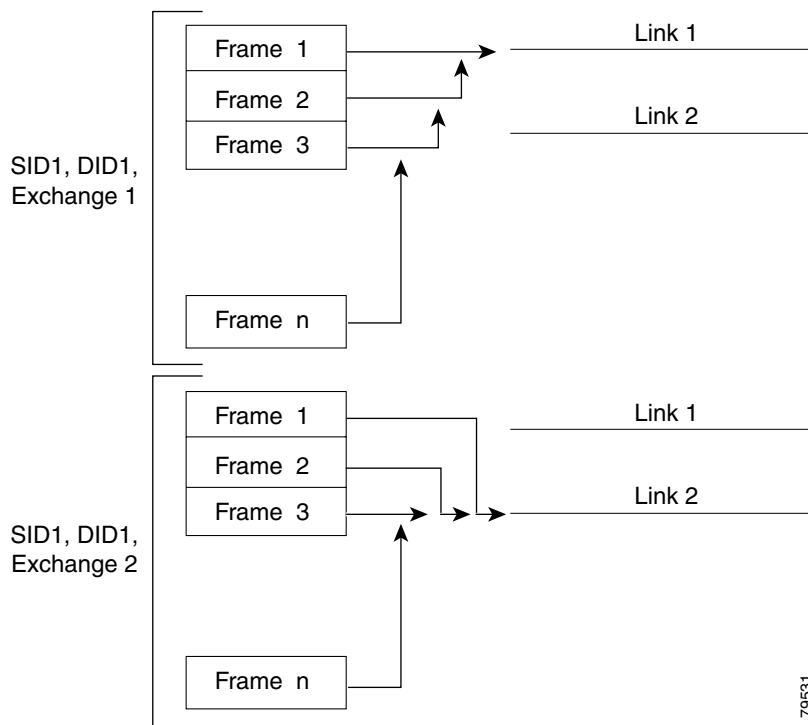 Frame 1
Link 1
Frame 2
Frame 3
Link 2
SID1, DID1,
Exchange 1
Frame n
Frame 1
Link 1
Frame 2
Frame 3
Link 2
SID1, DID1,
Exchange 2
Frame n
79531